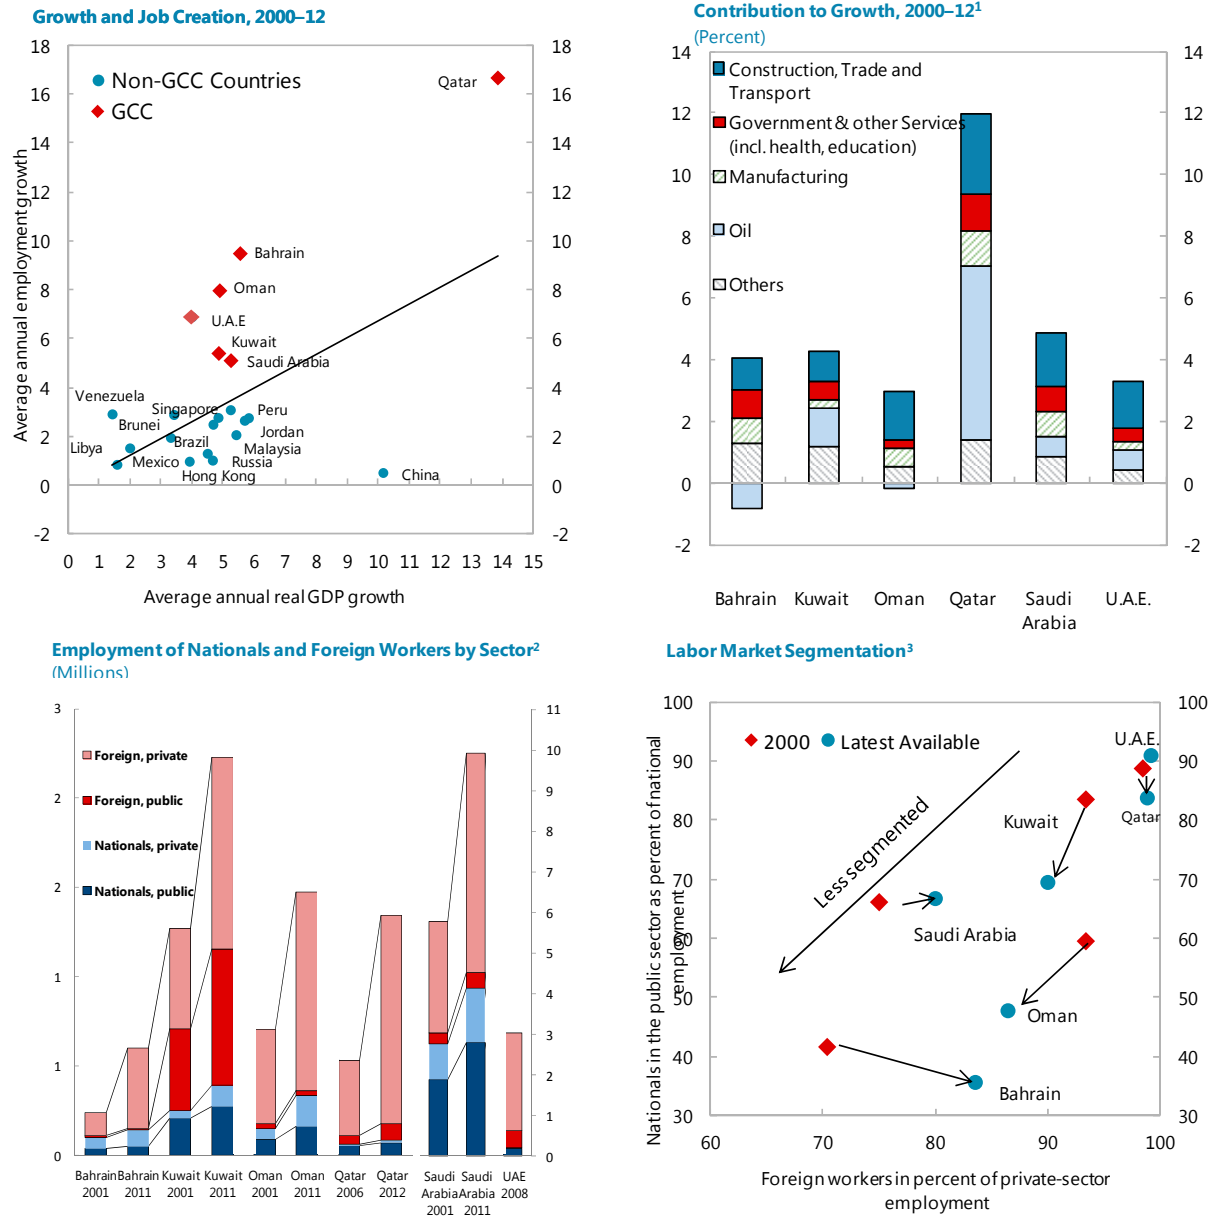 Growth and Job Creation, 2000–12
18
16
14
12
10
8
6
4
2
0
-2
18
16
14
12
10
8
6
4
2
0
-2
Average annual employment growth
Non-GCC Countries
GCC
Qatar
Bahrain
Oman
U.A.E
Kuwait
Saudi Arabia
Venezuela
Singapore
Peru
Brunei
Jordan
Libya
Brazil
Malaysia
Mexico
Russia
Hong Kong
China
0 1 2 3 4 5 6 7 8 9 10 11 12 13 14 15
Average annual real GDP growth
Contribution to Growth, 2000–12¹
(Percent)
14
12
10
8
6
4
2
0
-2
14
12
10
8
6
4
2
0
-2
Construction, Trade and
Transport
Government & other Services
(incl. health, education)
Manufacturing
Oil
Others
Bahrain Kuwait Oman Qatar Saudi Arabia U.A.E.
Employment of Nationals and Foreign Workers by Sector²
(Millions)
3
2
2
1
1
0
11
10
9
8
7
6
5
4
3
2
1
0
Foreign, private
Foreign, public
Nationals, private
Nationals, public
Bahrain 2001
Bahrain 2011
Kuwait 2001
Kuwait 2011
Oman 2001
Oman 2011
Qatar 2006
Qatar 2012
Saudi Arabia 2001
Saudi Arabia 2011
UAE 2008
Labor Market Segmentation³
Nationals in the public sector as percent of national
employment
100
90
80
70
60
50
40
30
100
90
80
70
60
50
40
30
2000
Latest Available
U.A.E.
Qatar
Kuwait
Less segmented
Saudi Arabia
Oman
Bahrain
60 70 80 90 100
Foreign workers in percent of private-sector
employment